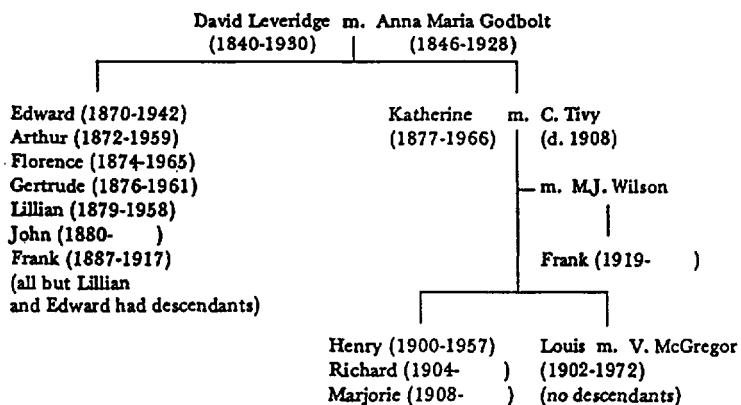 David Leveridge m. Anna Maria Godbolt
(1840-1930) (1846-1928)
Edward (1870-1942)
Arthur (1872-1959)
Florence (1874-1965)
Gertrude (1876-1961)
Lillian (1879-1958)
John (1880- )
Frank (1887-1917)
(all but Lillian
and Edward had descendants)
Katherine m. C. Tivy
(1877-1966) (d. 1908)
m. M.J. Wilson
Frank (1919- )
Henry (1900-1957)
Richard (1904- )
Marjorie (1908- )
Louis m. V. McGregor
(1902-1972)
(no descendants)